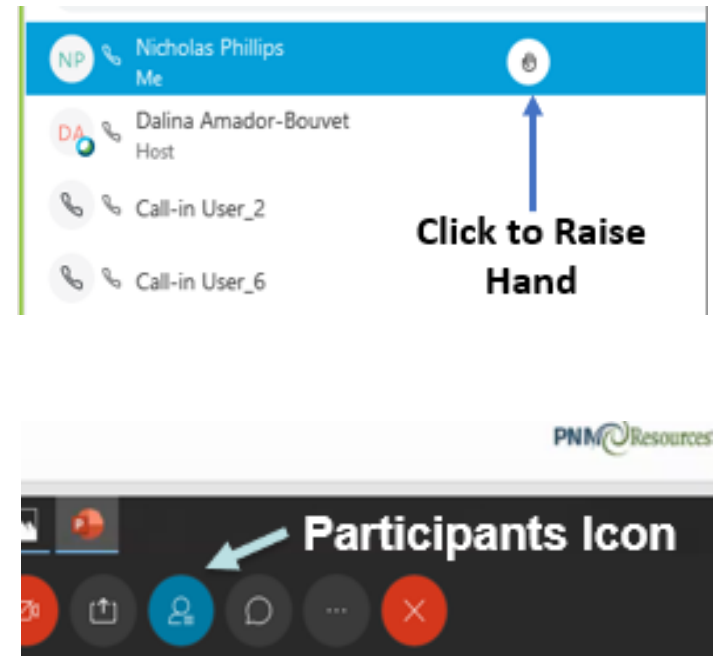 NP Nicholas Phillips
Me
DA Dalina Amador-Bouvet
Host
Call-in User_2
Call-in User_6
Click to Raise
Hand
PNM Resources
Participants Icon